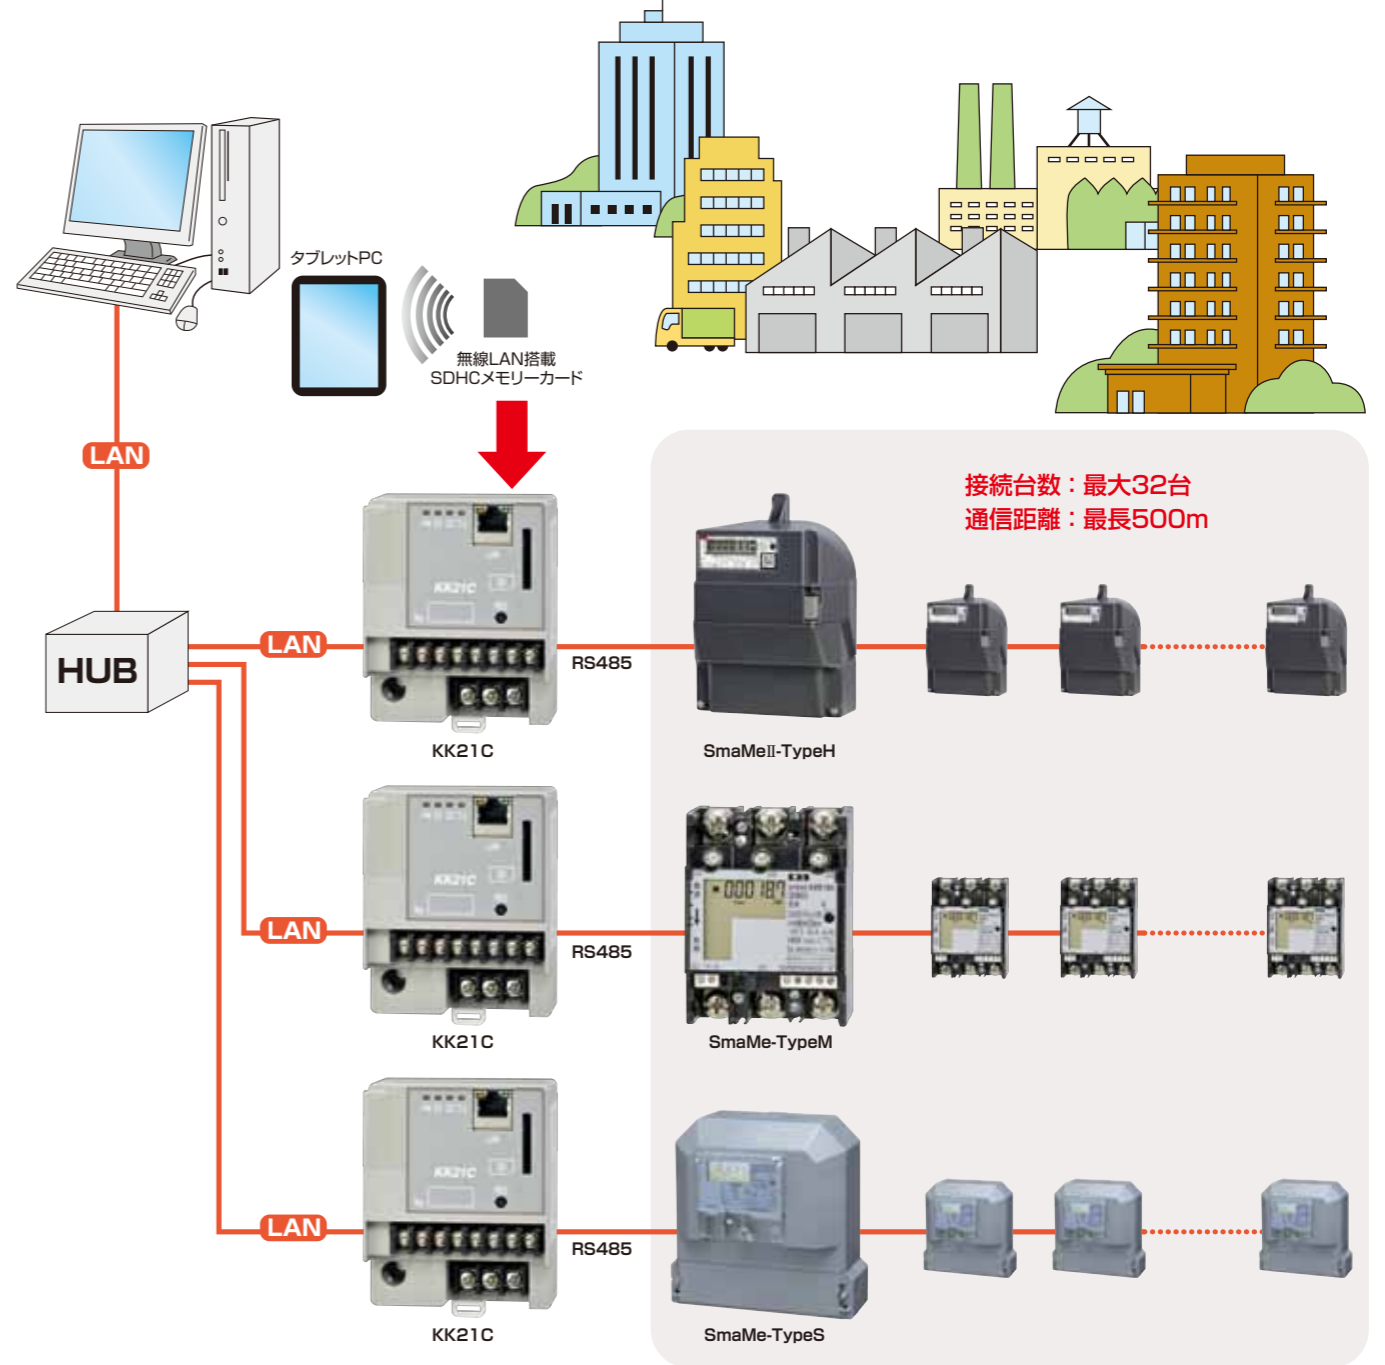 タブレットPC
無線LAN搭載
SDHCメモリーカード
LAN
接続台数：最大32台
通信距離：最長500m
HUB
LAN
KK21C
RS485
KK21C
SmaMeⅡ-TypeH
LAN
KK21C
RS485
KK21C
SmaMe-TypeM
LAN
KK21C
RS485
KK21C
SmaMe-TypeS